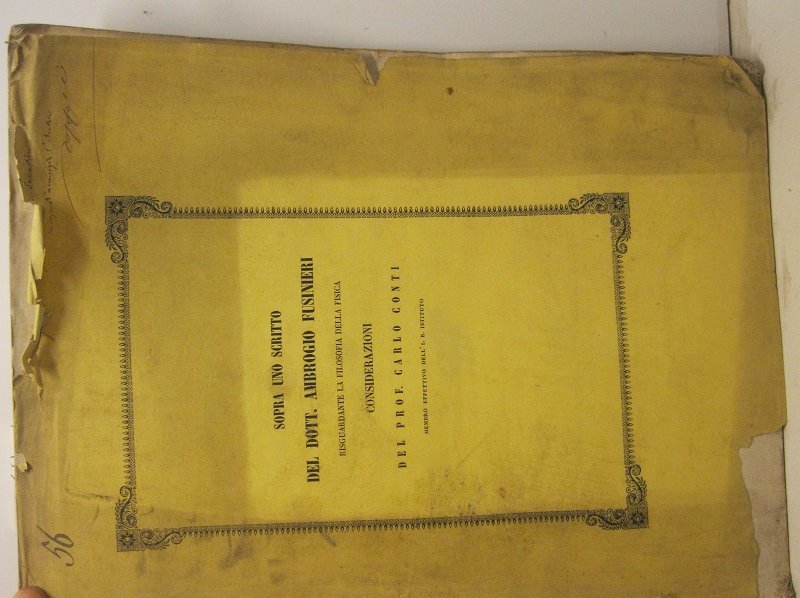 SOPRA UNO SCRITTO
DEL DOTT. AMBROGIO FUSINIERI
RISGUARDANTE LA FILOSOFIA DELLA FISICA
CONSIDERAZIONI
DEL PROF. CARLO CONTI
MEMBRO EFFETTIVO DELL'I. R. ISTITUTO
56